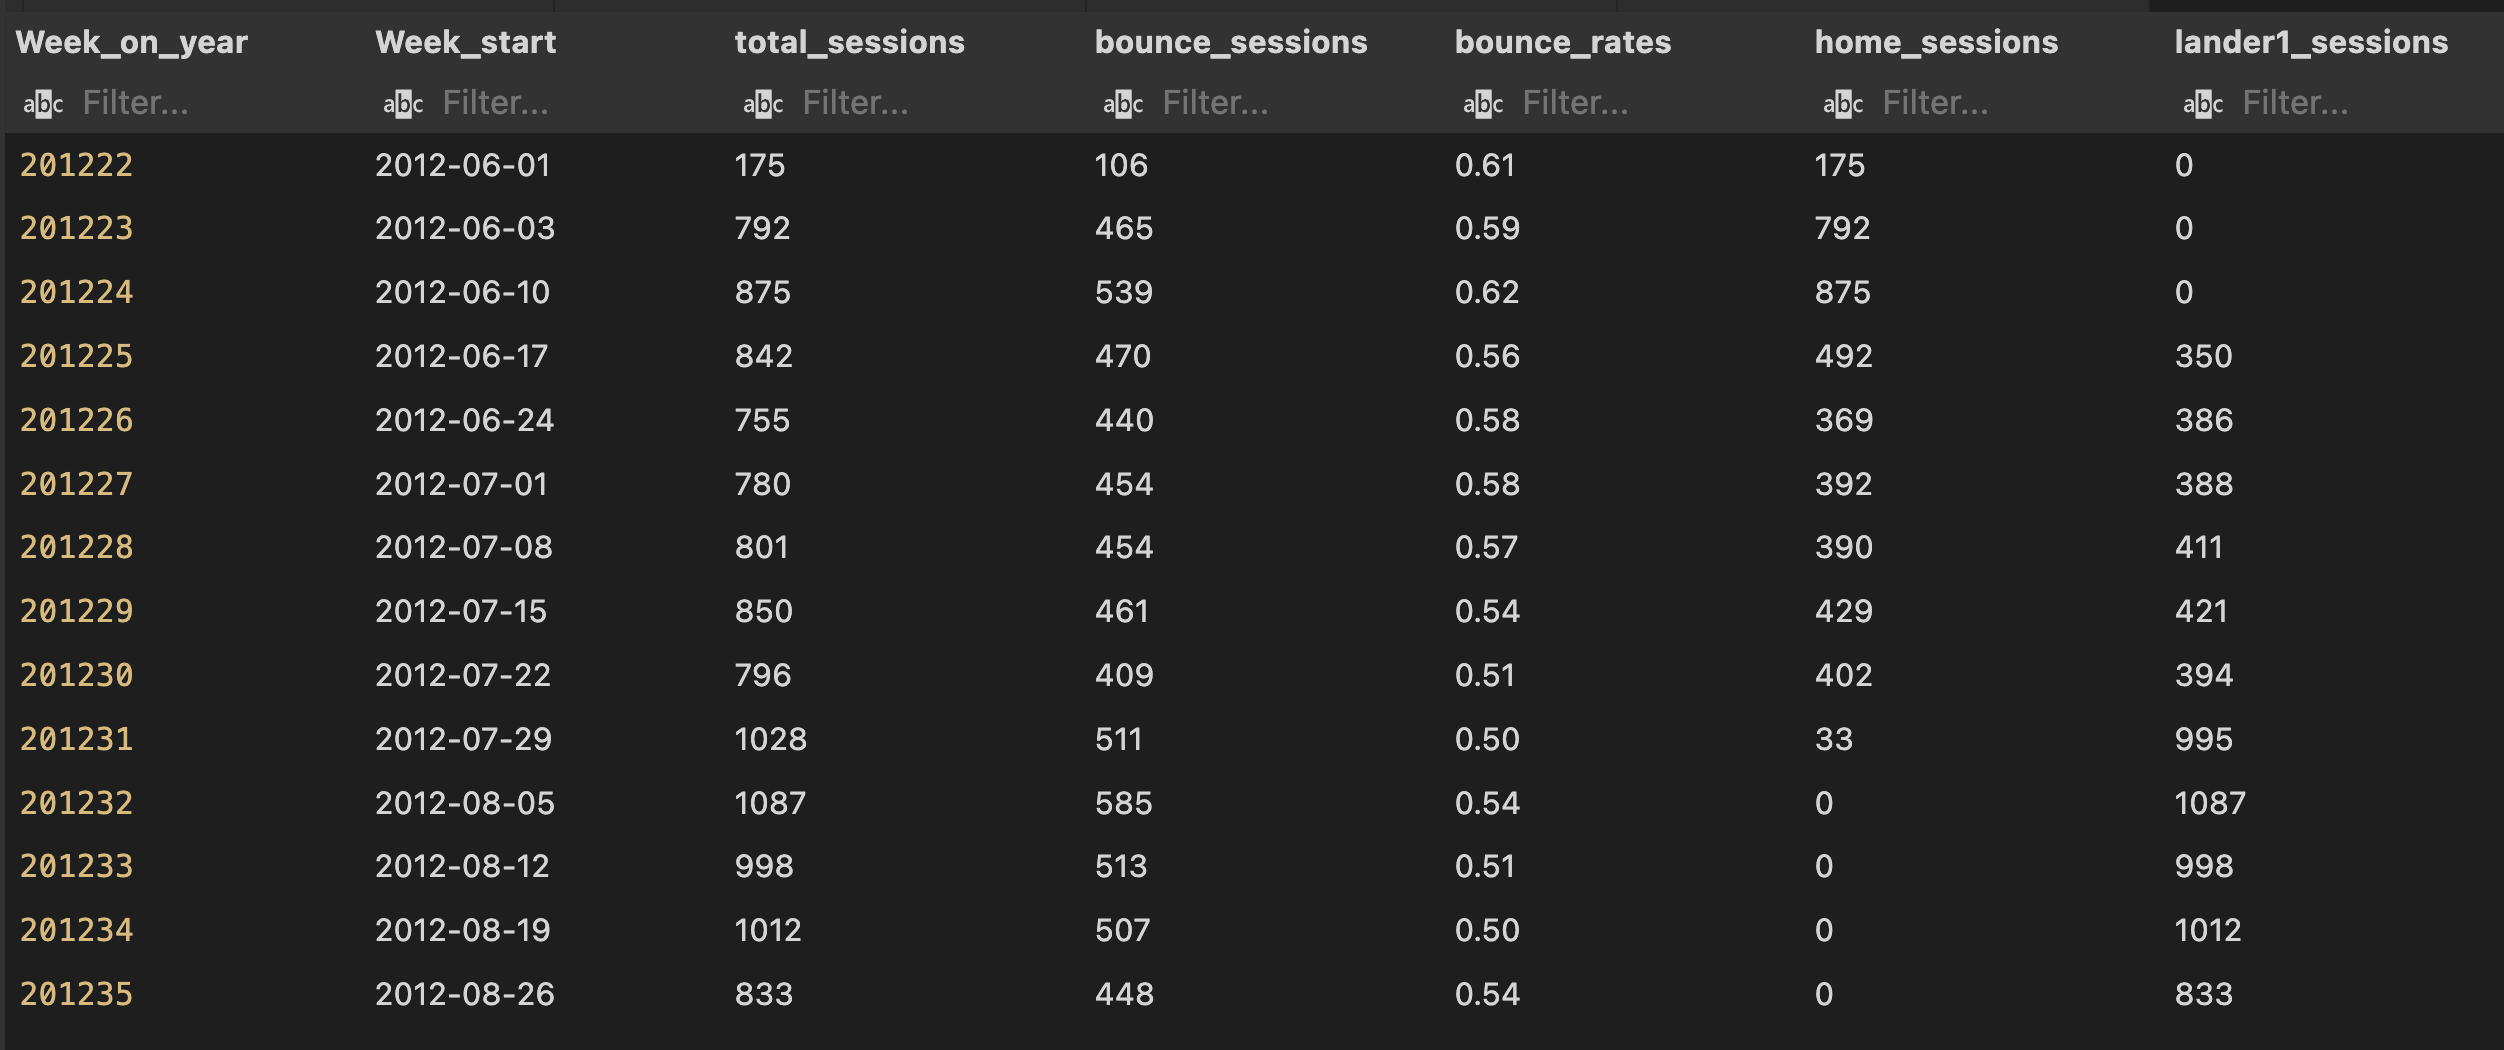 Week_on_year Week_start total_sessions bounce_sessions bounce_rates home_sessions lander1_sessions
abc Filter... abc Filter... abc Filter... abc Filter... abc Filter... abc Filter... abc Filter...
201222 2012-06-01 175 106 0.61 175 0
201223 2012-06-03 792 465 0.59 792 0
201224 2012-06-10 875 539 0.62 875 0
201225 2012-06-17 842 470 0.56 492 350
201226 2012-06-24 755 440 0.58 369 386
201227 2012-07-01 780 454 0.58 392 388
201228 2012-07-08 801 454 0.57 390 411
201229 2012-07-15 850 461 0.54 429 421
201230 2012-07-22 796 409 0.51 402 394
201231 2012-07-29 1028 511 0.50 33 995
201232 2012-08-05 1087 585 0.54 0 1087
201233 2012-08-12 998 513 0.51 0 998
201234 2012-08-19 1012 507 0.50 0 1012
201235 2012-08-26 833 448 0.54 0 833